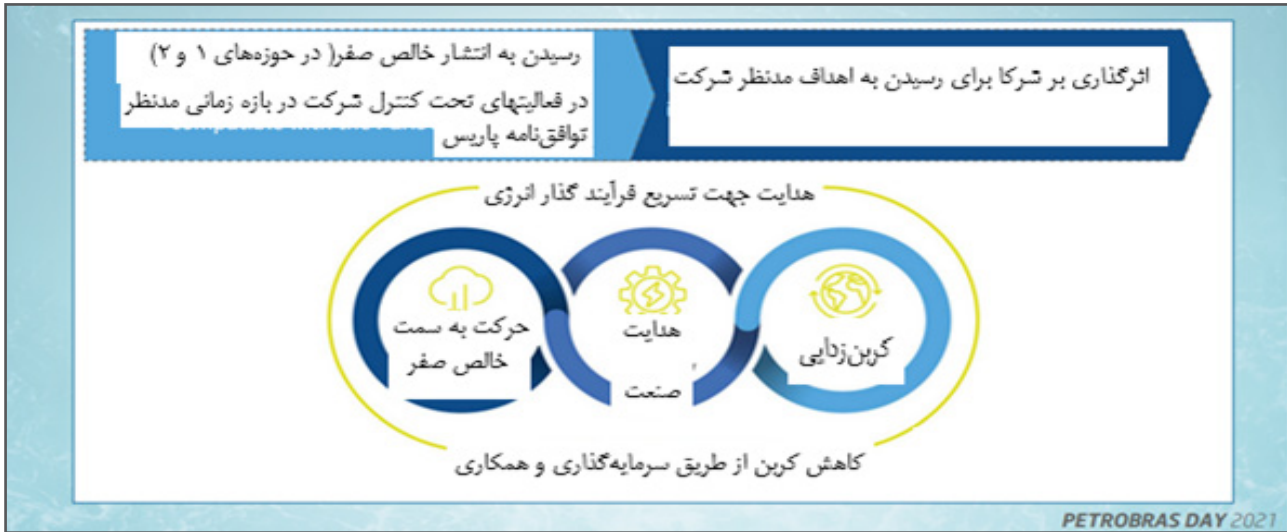 رسیدن به انتشار خالص صفر( در حوزه‌های ۱ و ۲)
در فعالیتهای تحت کنترل شرکت در بازه زمانی مدنظر
توافق‌نامه پاریس
اثرگذاری بر شرکا برای رسیدن به اهداف مدنظر شرکت
هدایت جهت تسریع فرآیند گذار انرژی
حرکت به سمت
خالص صفر
هدایت
صنعت
کربن‌زدایی
کاهش کربن از طریق سرمایه‌گذاری و همکاری
PETROBRAS DAY 2021